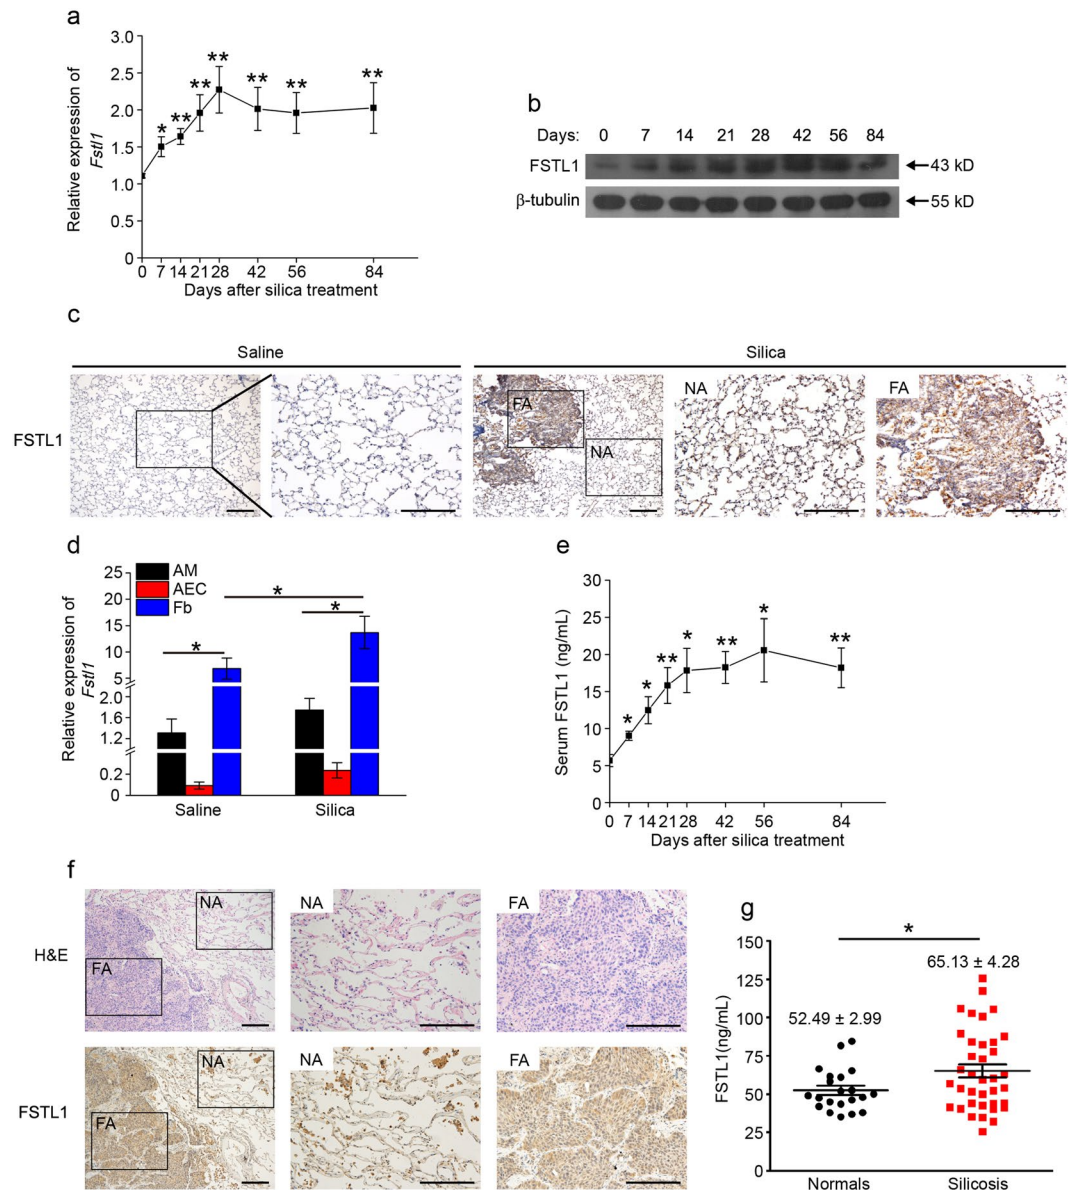 a
Relative expression of
Fstl1
3.0
2.5
2.0
1.5
1.0
0.5
0
*
**
**
**
**
**
**
0 7 14 21 28 42 56 84
Days after silica treatment
b
Days: 0 7 14 21 28 42 56 84
FSTL1 43 kD
β-tubulin 55 kD
c
Saline Silica
FSTL1
FA
NA
NA
FA
d
Relative expression of
Fstl1
25
20
15
10
5
2.0
1.6
1.2
0.2
0
AM
AEC
Fb
*
*
*
Saline Silica
e
Serum FSTL1 (ng/mL)
30
25
20
15
10
5
0
*
*
**
*
**
*
**
0 7 14 21 28 42 56 84
Days after silica treatment
f
H&E
NA
FA
NA
FA
FSTL1
NA
FA
NA
FA
g
FSTL1(ng/mL)
150
125
100
75
50
25
0
*
65.13 ± 4.28
52.49 ± 2.99
Normals Silicosis